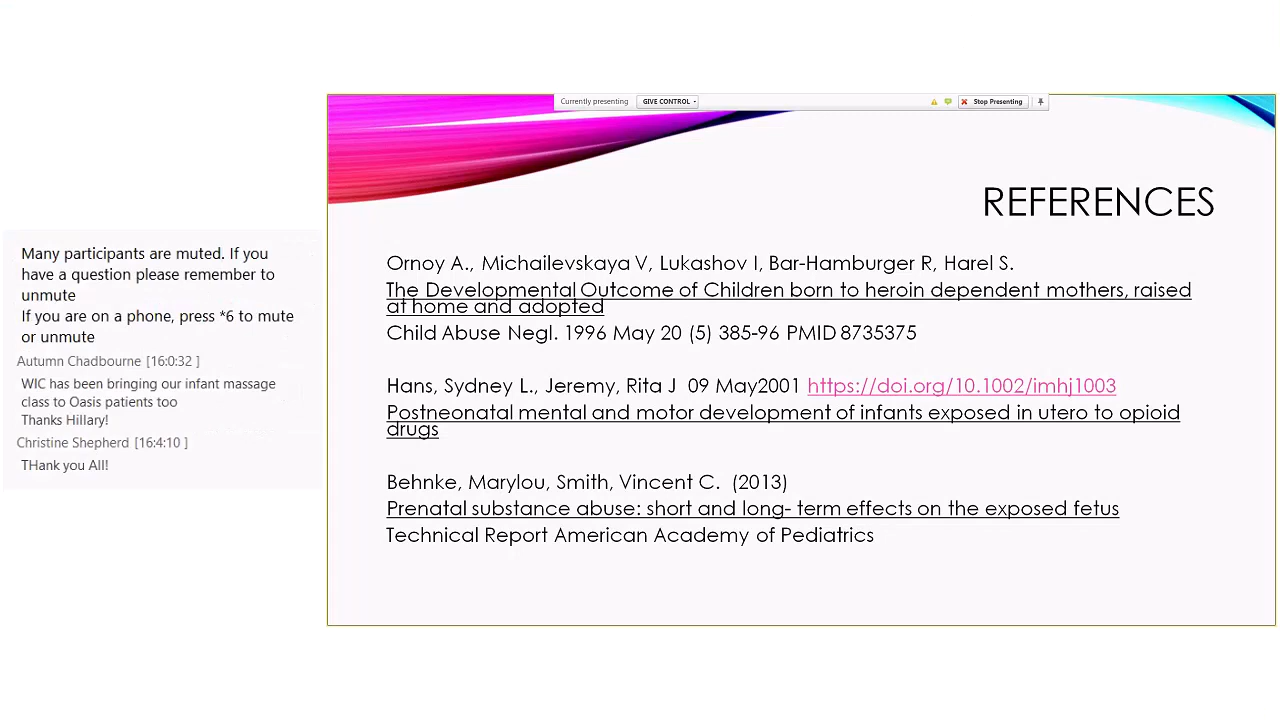 Currently presenting GIVE CONTROL Stop Presenting
REFERENCES
Many participants are muted. If you
have a question please remember to
unmute
If you are on a phone, press *6 to mute
or unmute
Autumn Chadbourne [16:0:32 ]
WIC has been bringing our infant massage
class to Oasis patients too
Thanks Hillary!
Christine Shepherd [16:4:10 ]
THank you All!
Ornoy A., Michailevskaya V, Lukashov I, Bar-Hamburger R, Harel S.
The Developmental Outcome of Children born to heroin dependent mothers, raised
at home and adopted
Child Abuse Negl. 1996 May 20 (5) 385-96 PMID 8735375
Hans, Sydney L., Jeremy, Rita J 09 May2001 https://doi.org/10.1002/imhj1003
Postneonatal mental and motor development of infants exposed in utero to opioid
drugs
Behnke, Marylou, Smith, Vincent C. (2013)
Prenatal substance abuse: short and long- term effects on the exposed fetus
Technical Report American Academy of Pediatrics